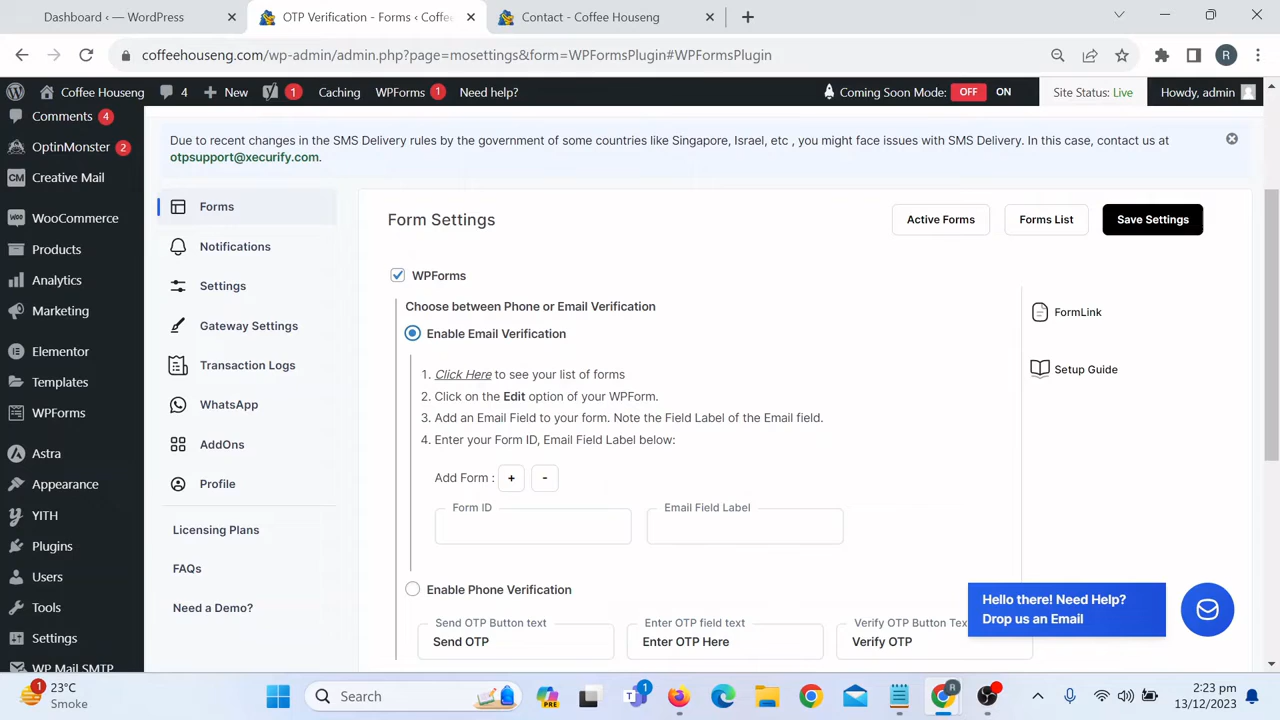 Dashboard ‹ — WordPress
OTP Verification - Forms ‹ Coffe
Contact - Coffee Houseng
coffeehouseng.com/wp-admin/admin.php?page=mosettings&form=WPFormsPlugin#WPFormsPlugin
R
Coffee Houseng
4
New
1
Caching
WPForms
1
Need help?
Coming Soon Mode:
OFF
ON
Site Status: Live
Howdy, admin
Comments
4
OptinMonster
2
Creative Mail
WooCommerce
Products
Analytics
Marketing
Elementor
Templates
WPForms
Astra
Appearance
YITH
Plugins
Users
Tools
Settings
WP Mail SMTP
Due to recent changes in the SMS Delivery rules by the government of some countries like Singapore, Israel, etc , you might face issues with SMS Delivery. In this case, contact us at
otpsupport@xecurify.com.
Forms
Notifications
Settings
Gateway Settings
Transaction Logs
WhatsApp
AddOns
Profile
Licensing Plans
FAQs
Need a Demo?
Form Settings
Active Forms
Forms List
Save Settings
WPForms
Choose between Phone or Email Verification
Enable Email Verification
1. Click Here to see your list of forms
2. Click on the Edit option of your WPForm.
3. Add an Email Field to your form. Note the Field Label of the Email field.
4. Enter your Form ID, Email Field Label below:
Add Form :
+
-
Form ID
Email Field Label
Enable Phone Verification
Send OTP Button text
Send OTP
Enter OTP field text
Enter OTP Here
Verify OTP Button Tex
Verify OTP
FormLink
Setup Guide
Hello there! Need Help?
Drop us an Email
1
23°C
Smoke
Search
PRE
1
R
2:23 pm
13/12/2023